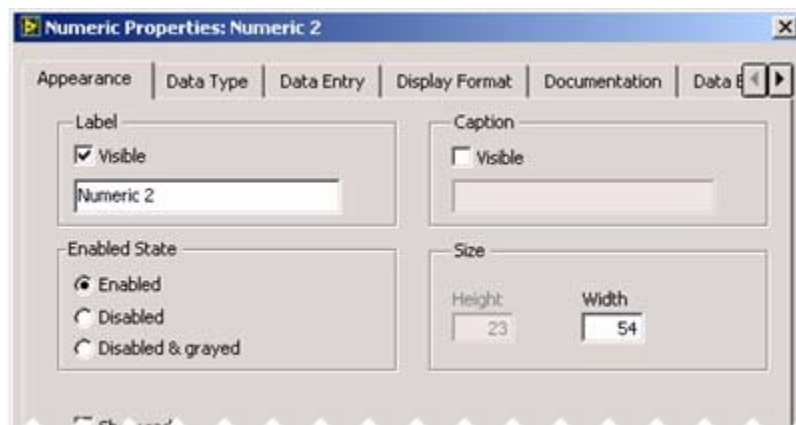 Numeric Properties: Numeric 2
Appearance
Data Type
Data Entry
Display Format
Documentation
Data
Label
Visible
Numeric 2
Caption
Visible
Enabled State
Enabled
Disabled
Disabled & grayed
Size
Height
Width
23
54